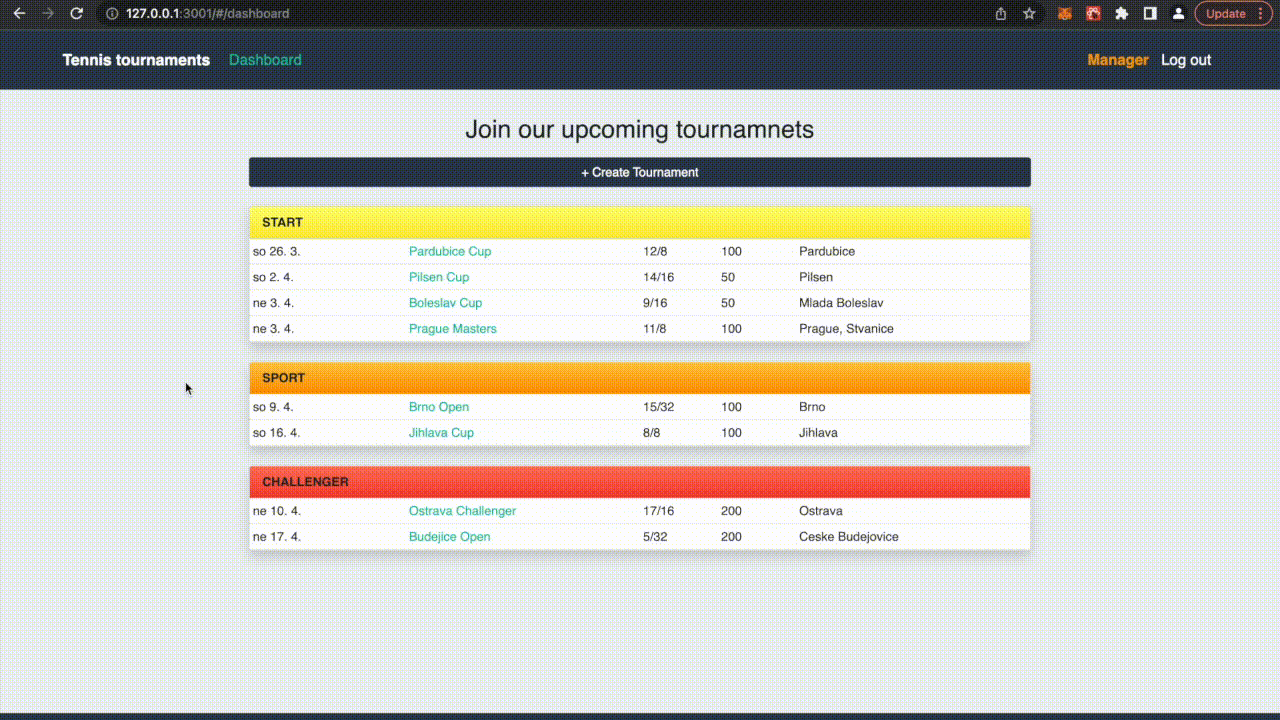 127.0.0.1:3001/#/dashboard Update
Tennis tournaments Dashboard Manager Log out
Join our upcoming tournamnets
+ Create Tournament
START
so 26. 3. Pardubice Cup 12/8 100 Pardubice
so 2. 4. Pilsen Cup 14/16 50 Pilsen
ne 3. 4. Boleslav Cup 9/16 50 Mlada Boleslav
ne 3. 4. Prague Masters 11/8 100 Prague, Stvanice
SPORT
so 9. 4. Brno Open 15/32 100 Brno
so 16. 4. Jihlava Cup 8/8 100 Jihlava
CHALLENGER
ne 10. 4. Ostrava Challenger 17/16 200 Ostrava
ne 17. 4. Budejice Open 5/32 200 Ceske Budejovice